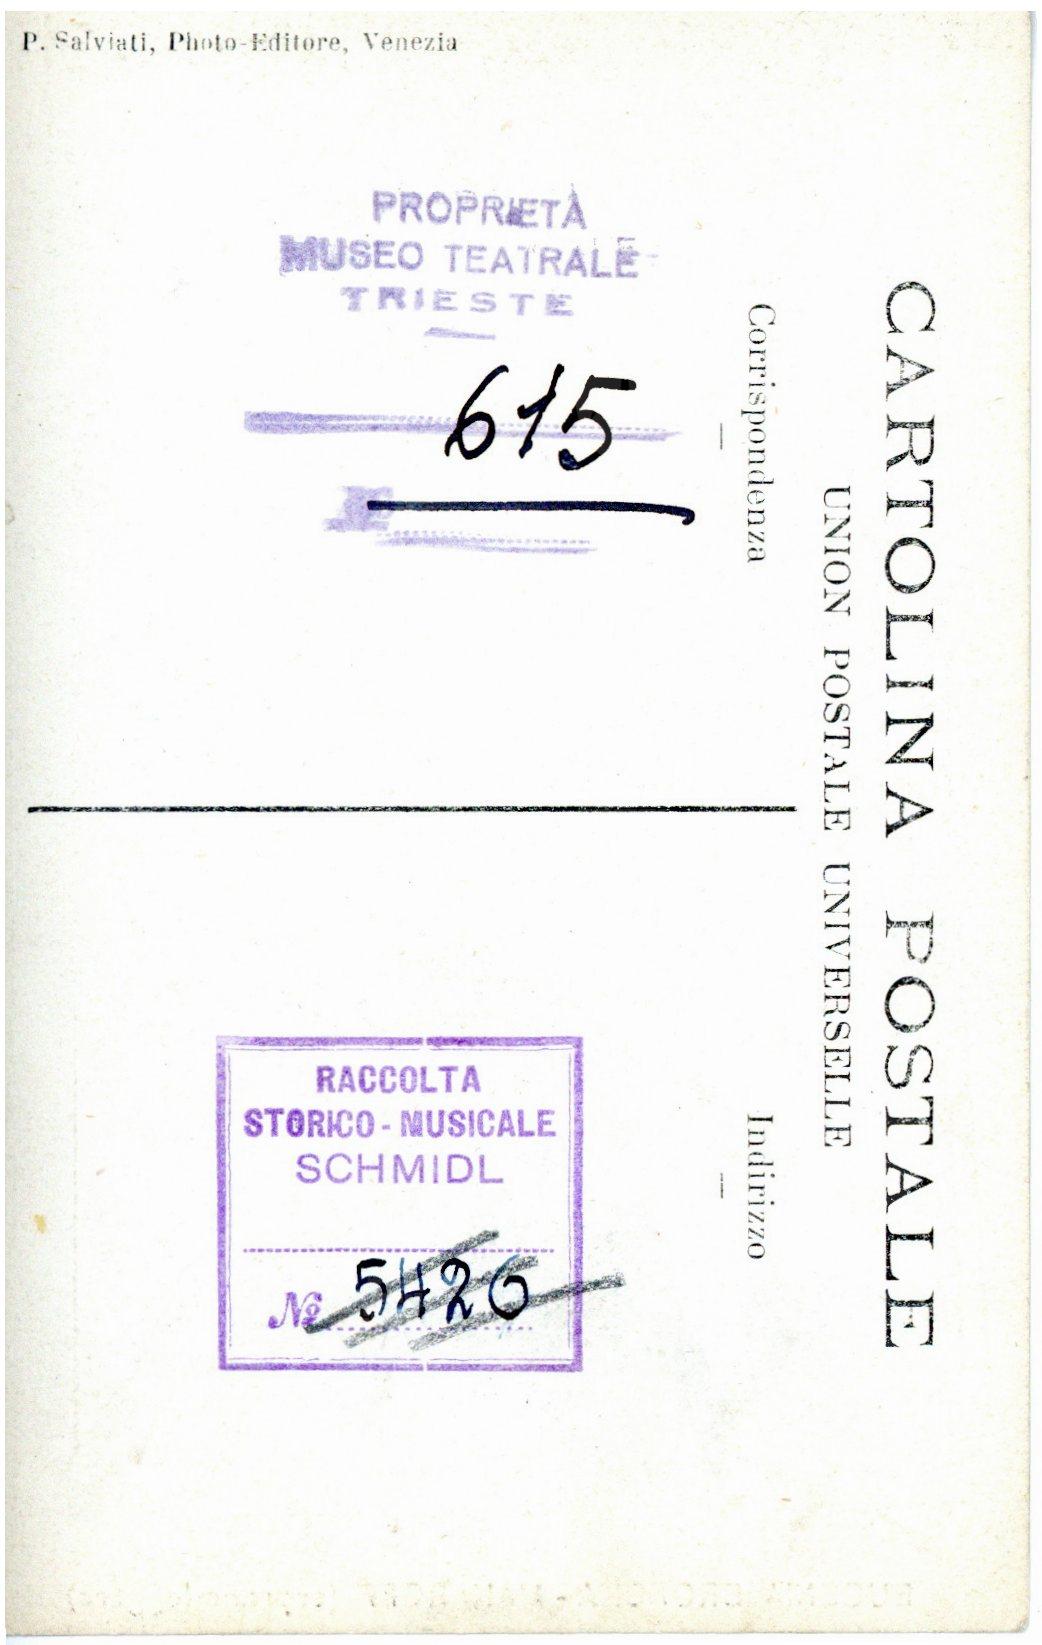 P. Salviati, Photo-Editore, Venezia
CARTOLINA POSTALE
UNION POSTALE UNIVERSELLE
Corrispondenza
Indirizzo
PROPRIETÀ
MUSEO TEATRALE
TRIESTE
615
RACCOLTA
STORICO - MUSICALE
SCHMIDL
№ 5426